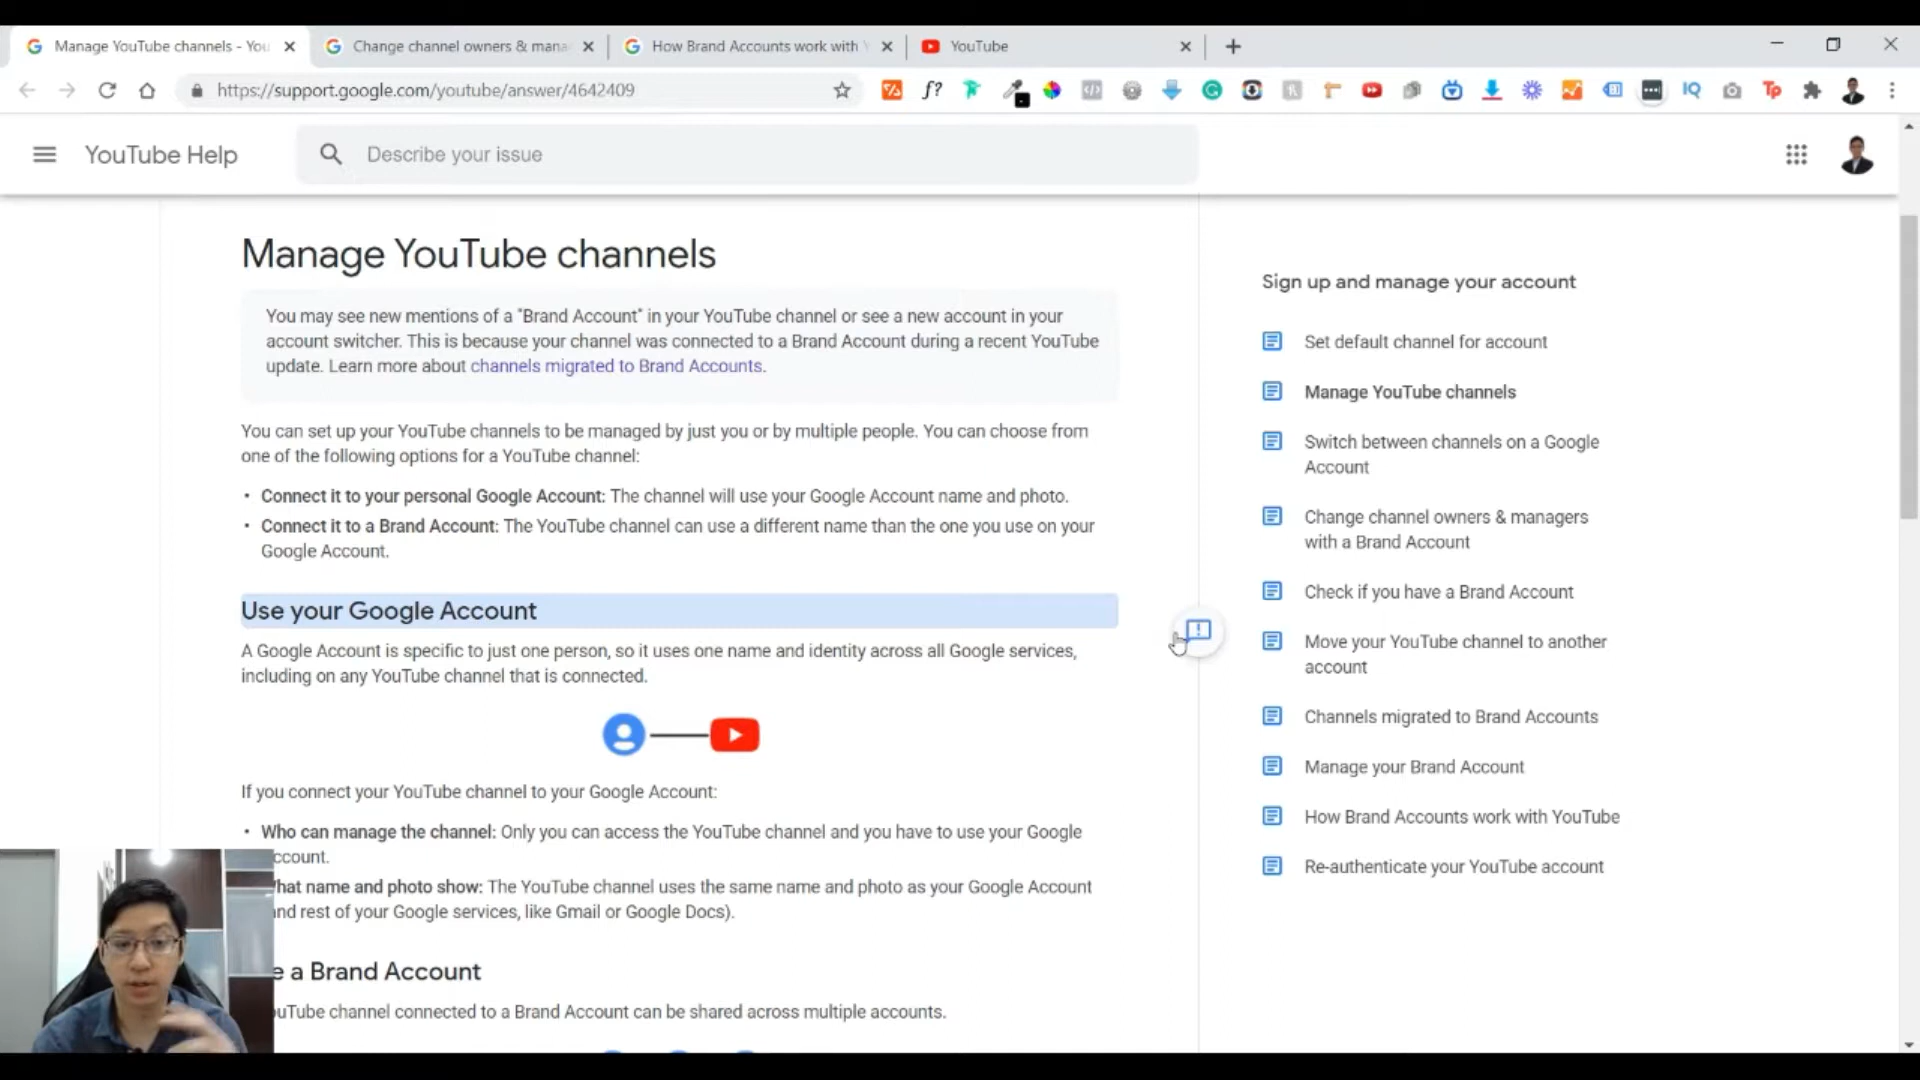 Manage YouTube channels - You
Change channel owners & mana
How Brand Accounts work with Y
YouTube
https://support.google.com/youtube/answer/4642409
f?
IQ
Tp
YouTube Help
Describe your issue
Manage YouTube channels
You may see new mentions of a "Brand Account" in your YouTube channel or see a new account in your
account switcher. This is because your channel was connected to a Brand Account during a recent YouTube
update. Learn more about channels migrated to Brand Accounts.
You can set up your YouTube channels to be managed by just you or by multiple people. You can choose from
one of the following options for a YouTube channel:
• Connect it to your personal Google Account: The channel will use your Google Account name and photo.
• Connect it to a Brand Account: The YouTube channel can use a different name than the one you use on your
Google Account.
Use your Google Account
A Google Account is specific to just one person, so it uses one name and identity across all Google services,
including on any YouTube channel that is connected.
If you connect your YouTube channel to your Google Account:
• Who can manage the channel: Only you can access the YouTube channel and you have to use your Google
ccount.
hat name and photo show: The YouTube channel uses the same name and photo as your Google Account
nd rest of your Google services, like Gmail or Google Docs).
e a Brand Account
ouTube channel connected to a Brand Account can be shared across multiple accounts.
Sign up and manage your account
Set default channel for account
Manage YouTube channels
Switch between channels on a Google
Account
Change channel owners & managers
with a Brand Account
Check if you have a Brand Account
Move your YouTube channel to another
account
Channels migrated to Brand Accounts
Manage your Brand Account
How Brand Accounts work with YouTube
Re-authenticate your YouTube account